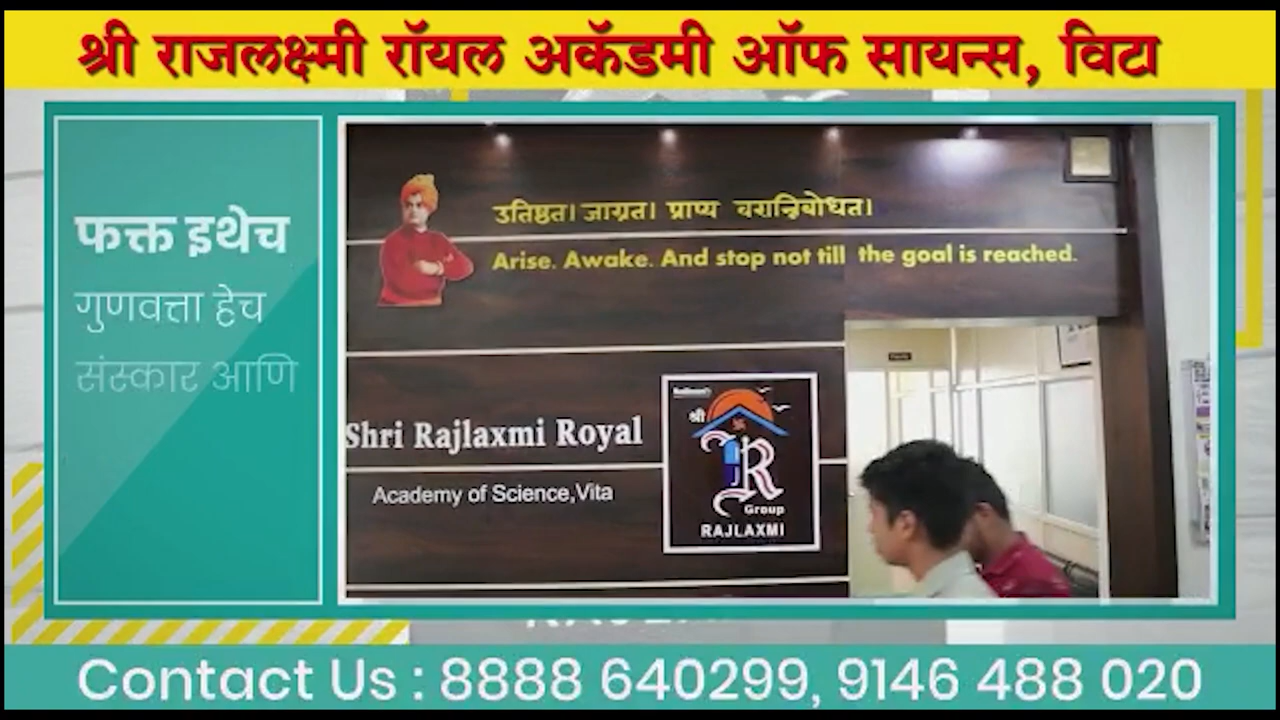 श्री राजलक्ष्मी रॉयल अकॅडमी ऑफ सायन्स, विटा
फक्त इथेच
गुणवत्ता हेच
संस्कार आणि
उतिष्ठत। जाग्रत। प्राप्य वरान्निबोधत।
Arise. Awake. And stop not till the goal is reached.
Shri Rajlaxmi Royal
Academy of Science,Vita
श्री
R
Group
RAJLAXMI
Contact Us : 8888 640299, 9146 488 020